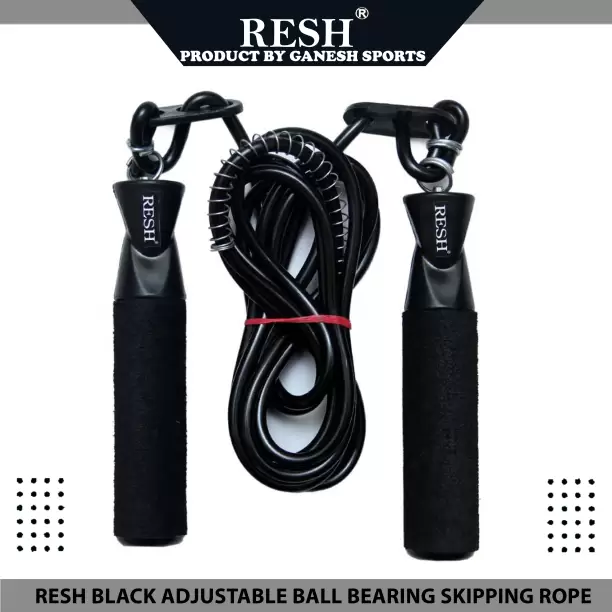 RESH®
PRODUCT BY GANESH SPORTS
RESH®
RESH®
RESH BLACK ADJUSTABLE BALL BEARING SKIPPING ROPE